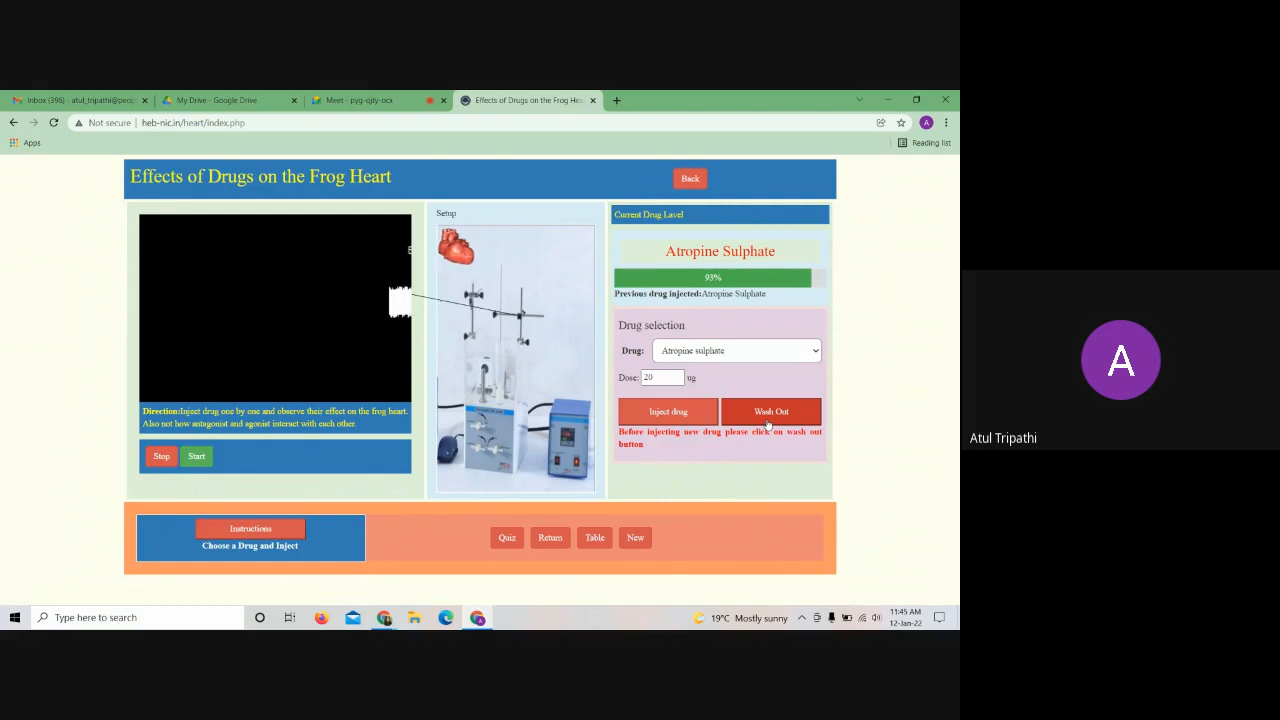 Inbox (396) - atul_tripathi@peop
My Drive - Google Drive
Meet - pyg-qjty-ocx
Effects of Drugs on the Frog Hea
Not secure
heb-nic.in/heart/index.php
Apps
Reading list
Effects of Drugs on the Frog Heart
Back
Setup
Current Drug Lavel
Atropine Sulphate
93%
Previous drug injected:Atropine Sulphate
Drug selection
Drug:
Atropine sulphate
Dose:
20
ug
Inject drug
Wash Out
Before injecting new drug please click on wash out
button
Direction:Inject drug one by one and observe their effect on the frog heart.
Also not how antagonist and agonist interact with each other.
Stop
Start
Instructions
Choose a Drug and Inject
Quiz
Return
Table
New
Type here to search
19°C Mostly sunny
11:45 AM
12-Jan-22
A
Atul Tripathi